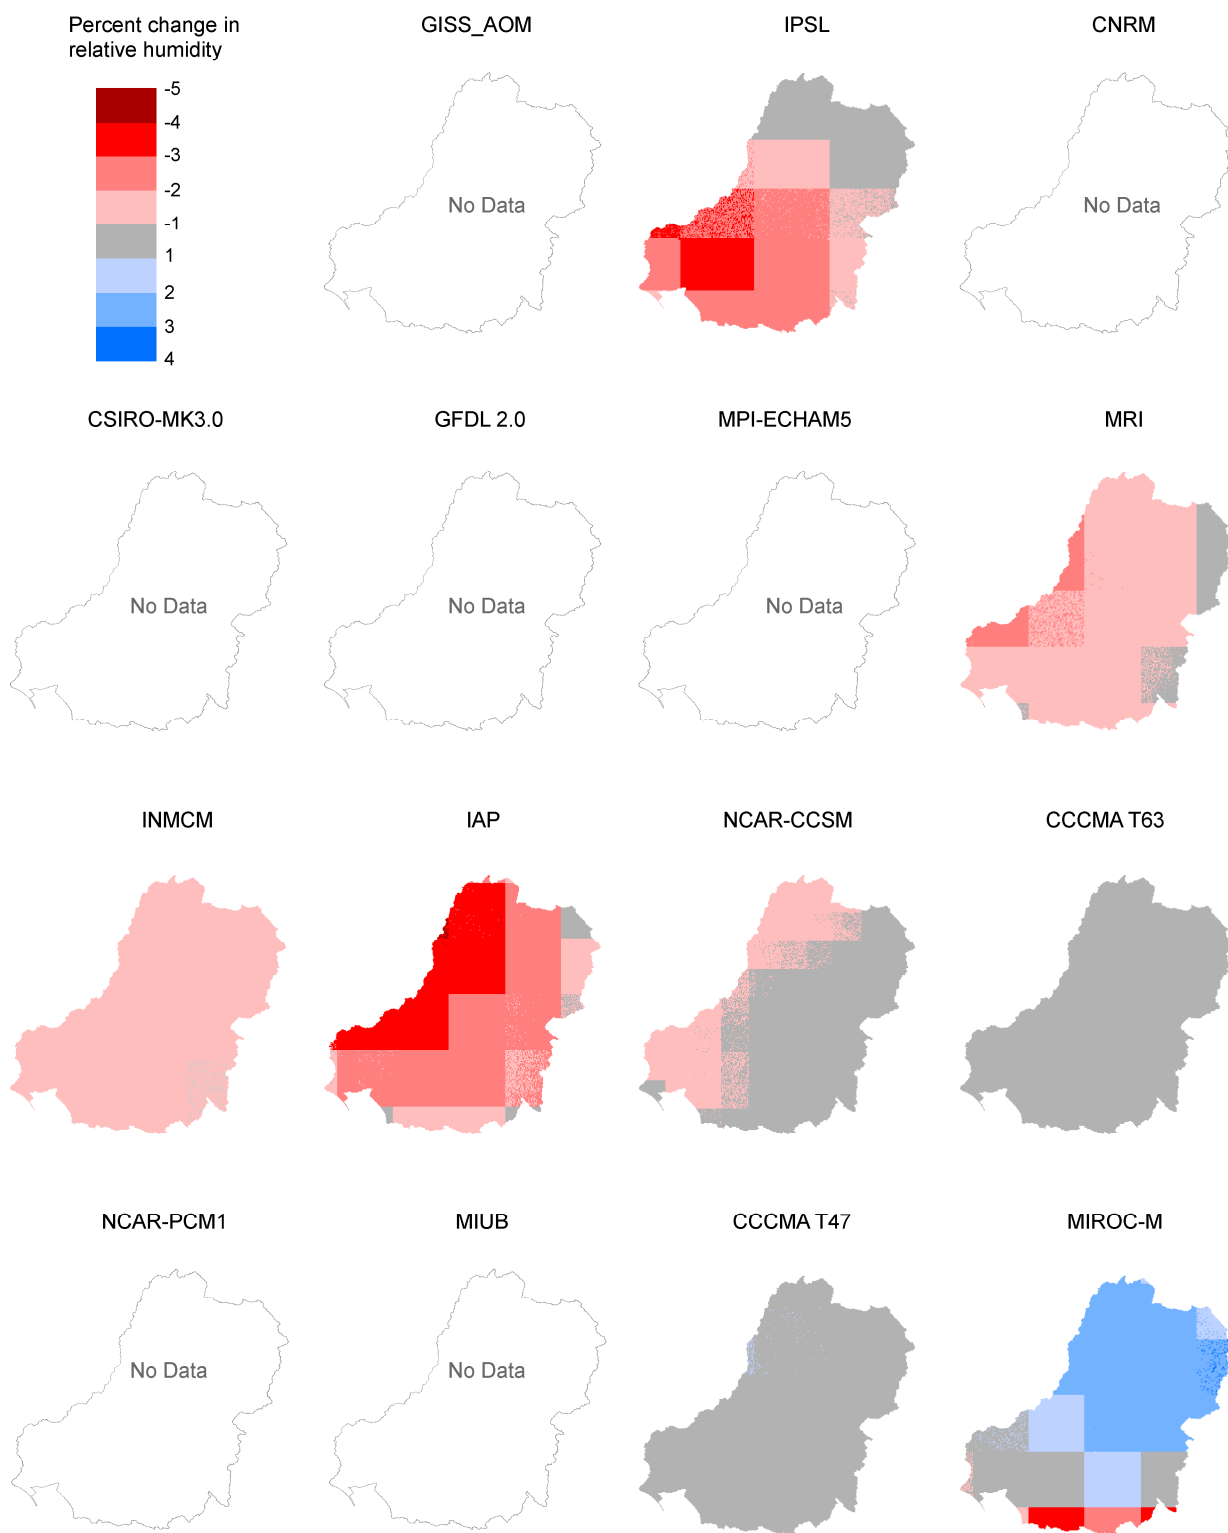 Percent change in
relative humidity
-5
-4
-3
-2
-1
1
2
3
4
GISS_AOM
IPSL
CNRM
No Data
No Data
CSIRO-MK3.0
GFDL 2.0
MPI-ECHAM5
MRI
No Data
No Data
No Data
INMCM
IAP
NCAR-CCSM
CCCMA T63
NCAR-PCM1
MIUB
CCCMA T47
MIROC-M
No Data
No Data